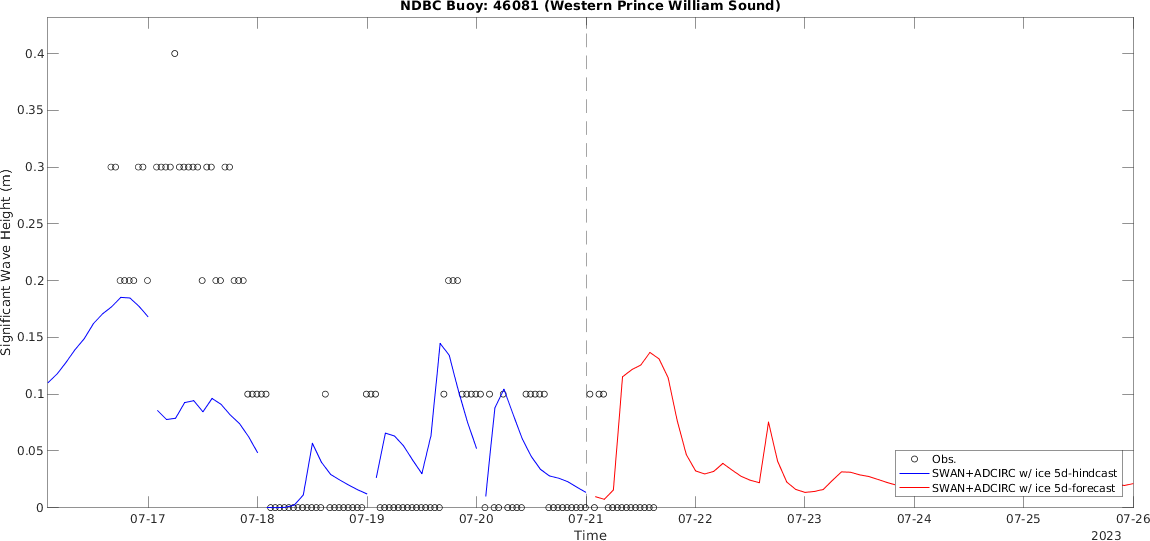 NDBC Buoy: 46081 (Western Prince William Sound)
0.4
0.35
0.3
0.25
0.2
0.15
0.1
0.05
0
Significant Wave Height (m)
Obs.
SWAN+ADCIRC w/ ice 5d-hindcast
SWAN+ADCIRC w/ ice 5d-forecast
07-17 07-18 07-19 07-20 07-21 07-22 07-23 07-24 07-25 07-26
Time
2023